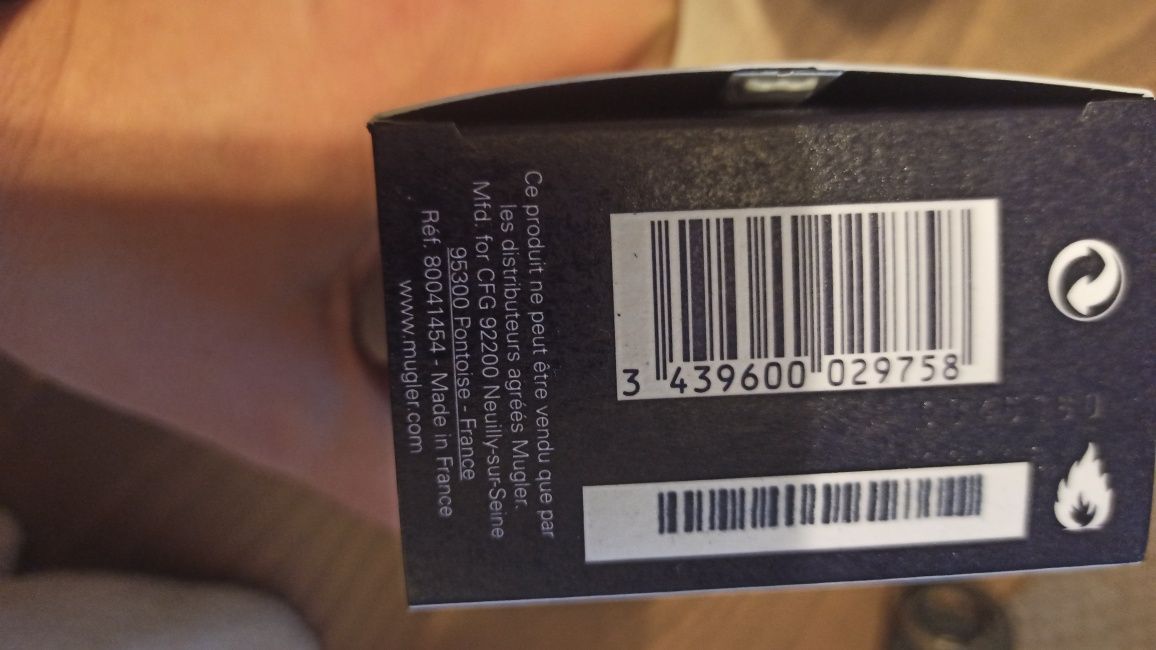 Ce produit ne peut être vendu que par
les distributeurs agréés Mugler.
Mfd. for CFG 92200 Neuilly-sur-Seine
95300 Pontoise - France
Réf. 80041454 - Made in France
www.mugler.com
3 439600 029758